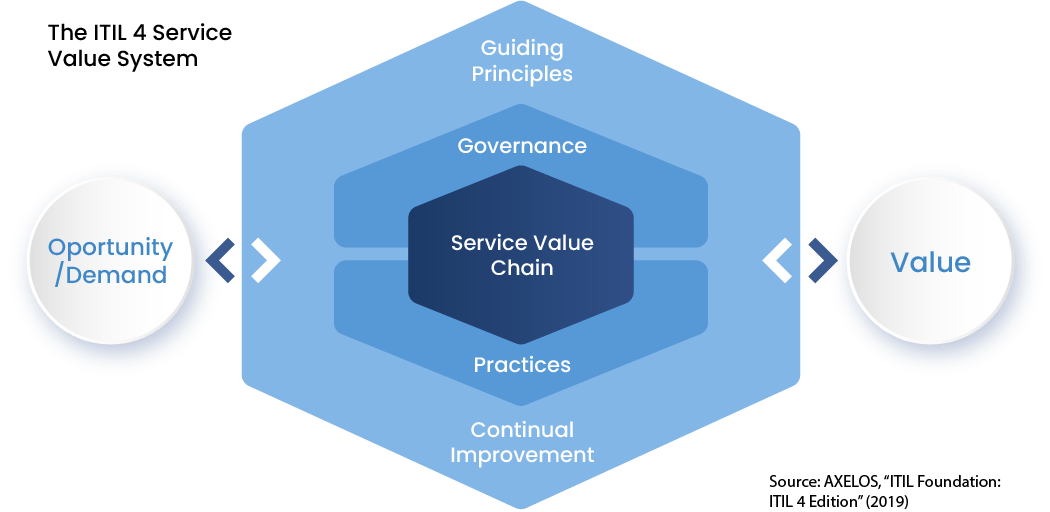 The ITIL 4 Service
Value System
Guiding
Principles
Governance
Oportunity
/Demand
Service Value
Chain
Value
Practices
Continual
Improvement
Source: AXELOS, “ITIL Foundation:
ITIL 4 Edition” (2019)